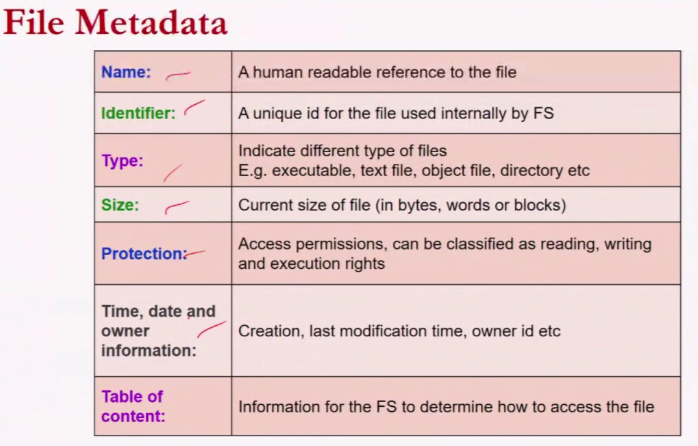 File Metadata
Name:
A human readable reference to the file
Identifier:
A unique id for the file used internally by FS
Type:
Indicate different type of files
E.g. executable, text file, object file, directory etc
Size:
Current size of file (in bytes, words or blocks)
Protection:
Access permissions, can be classified as reading, writing
and execution rights
Time, date and
owner
information:
Creation, last modification time, owner id etc
Table of
content:
Information for the FS to determine how to access the file